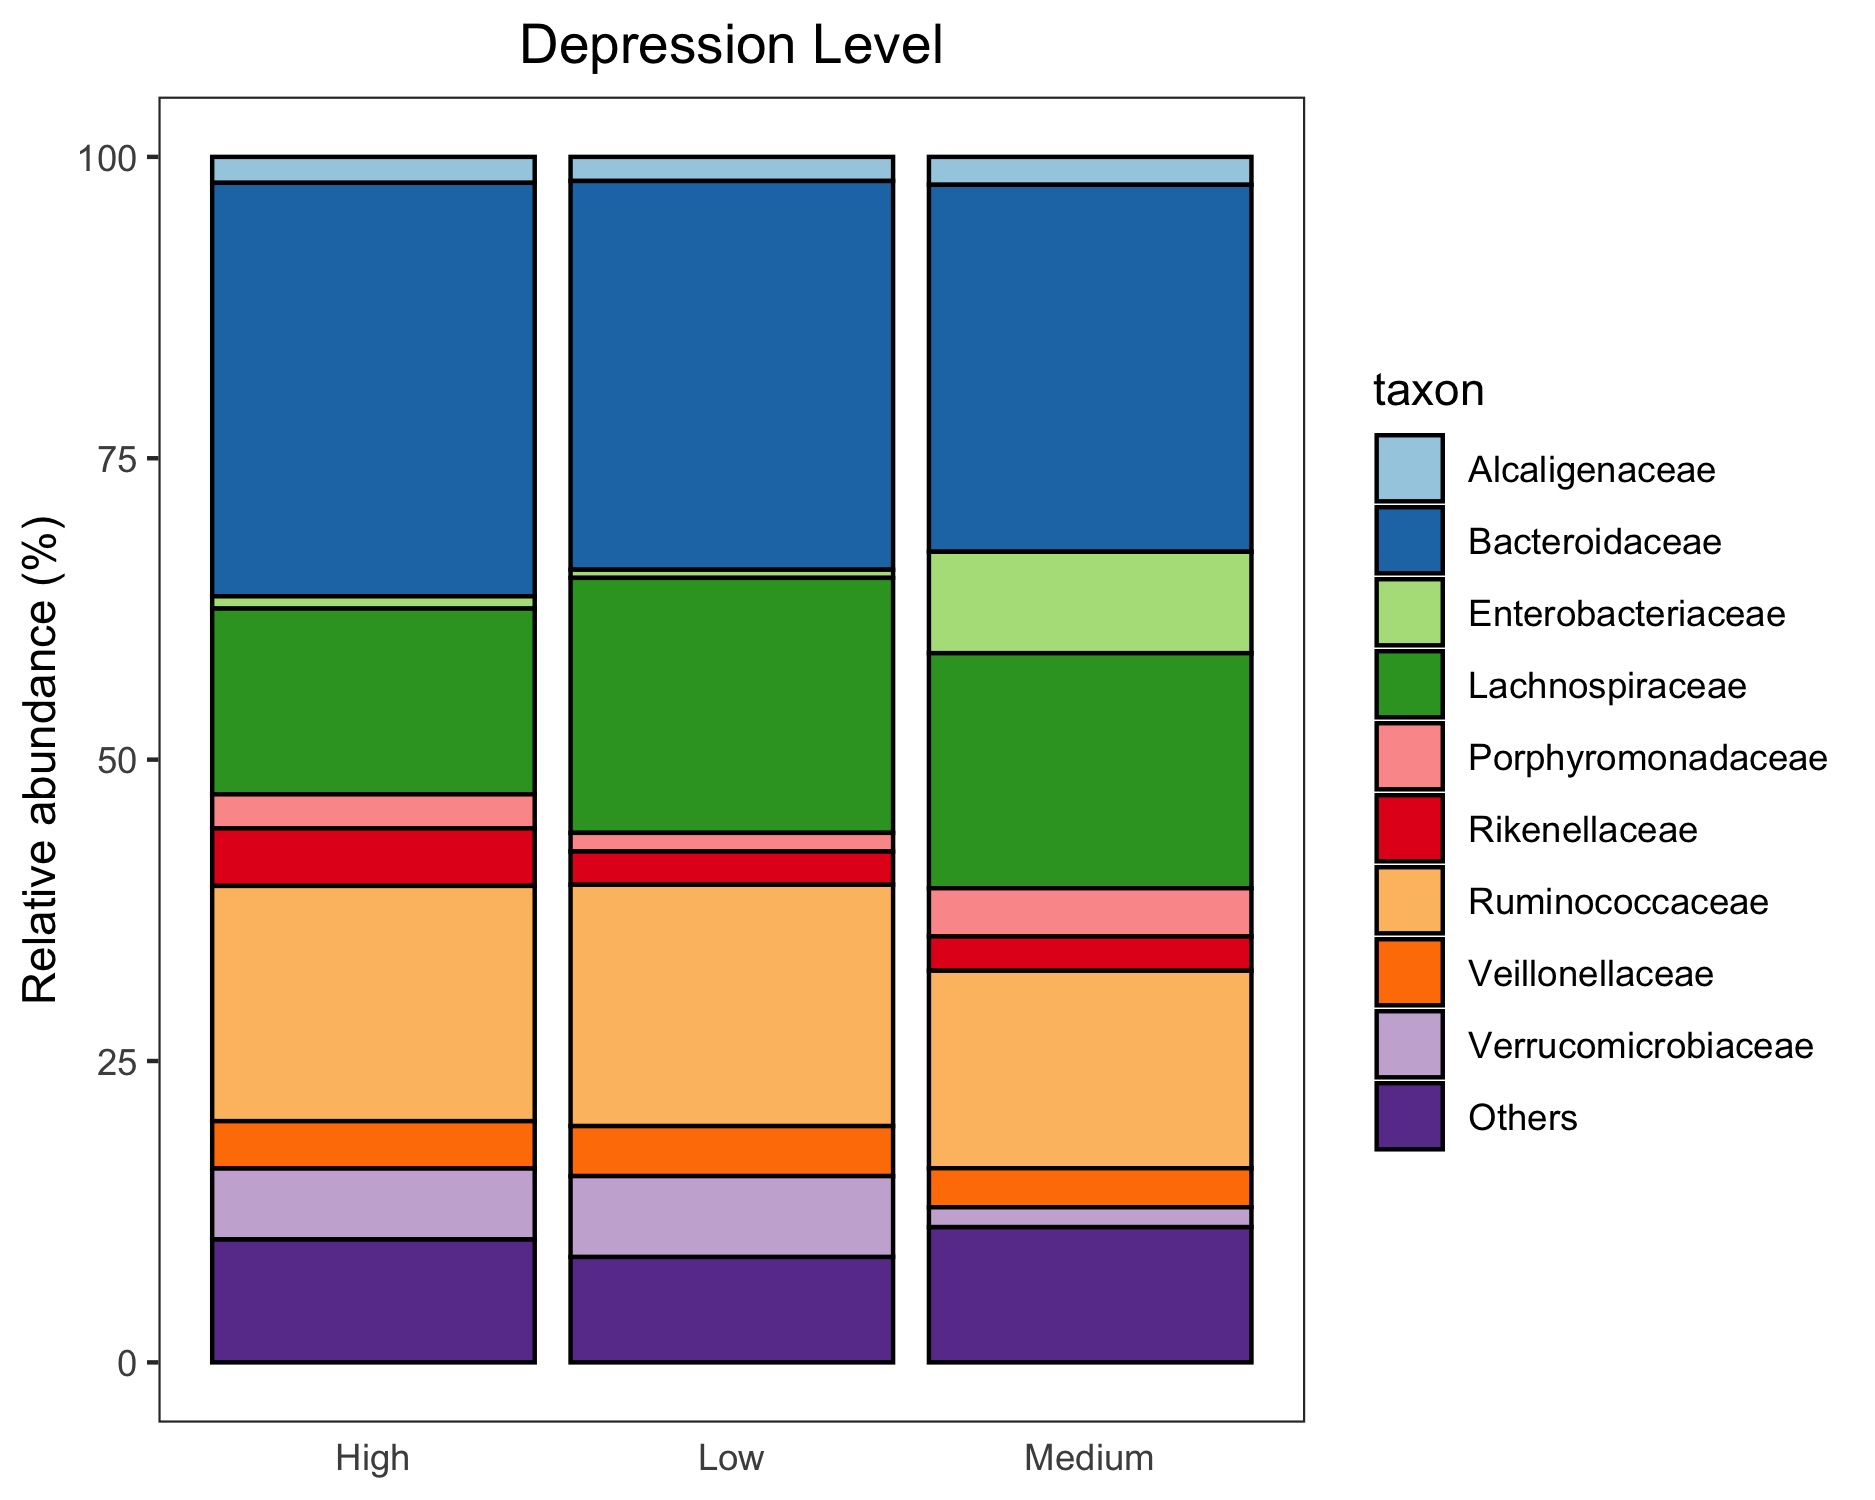 Depression Level
Relative abundance (%)
100
75
50
25
0
High
Low
Medium
taxon
Alcaligenaceae
Bacteroidaceae
Enterobacteriaceae
Lachnospiraceae
Porphyromonadaceae
Rikenellaceae
Ruminococcaceae
Veillonellaceae
Verrucomicrobiaceae
Others